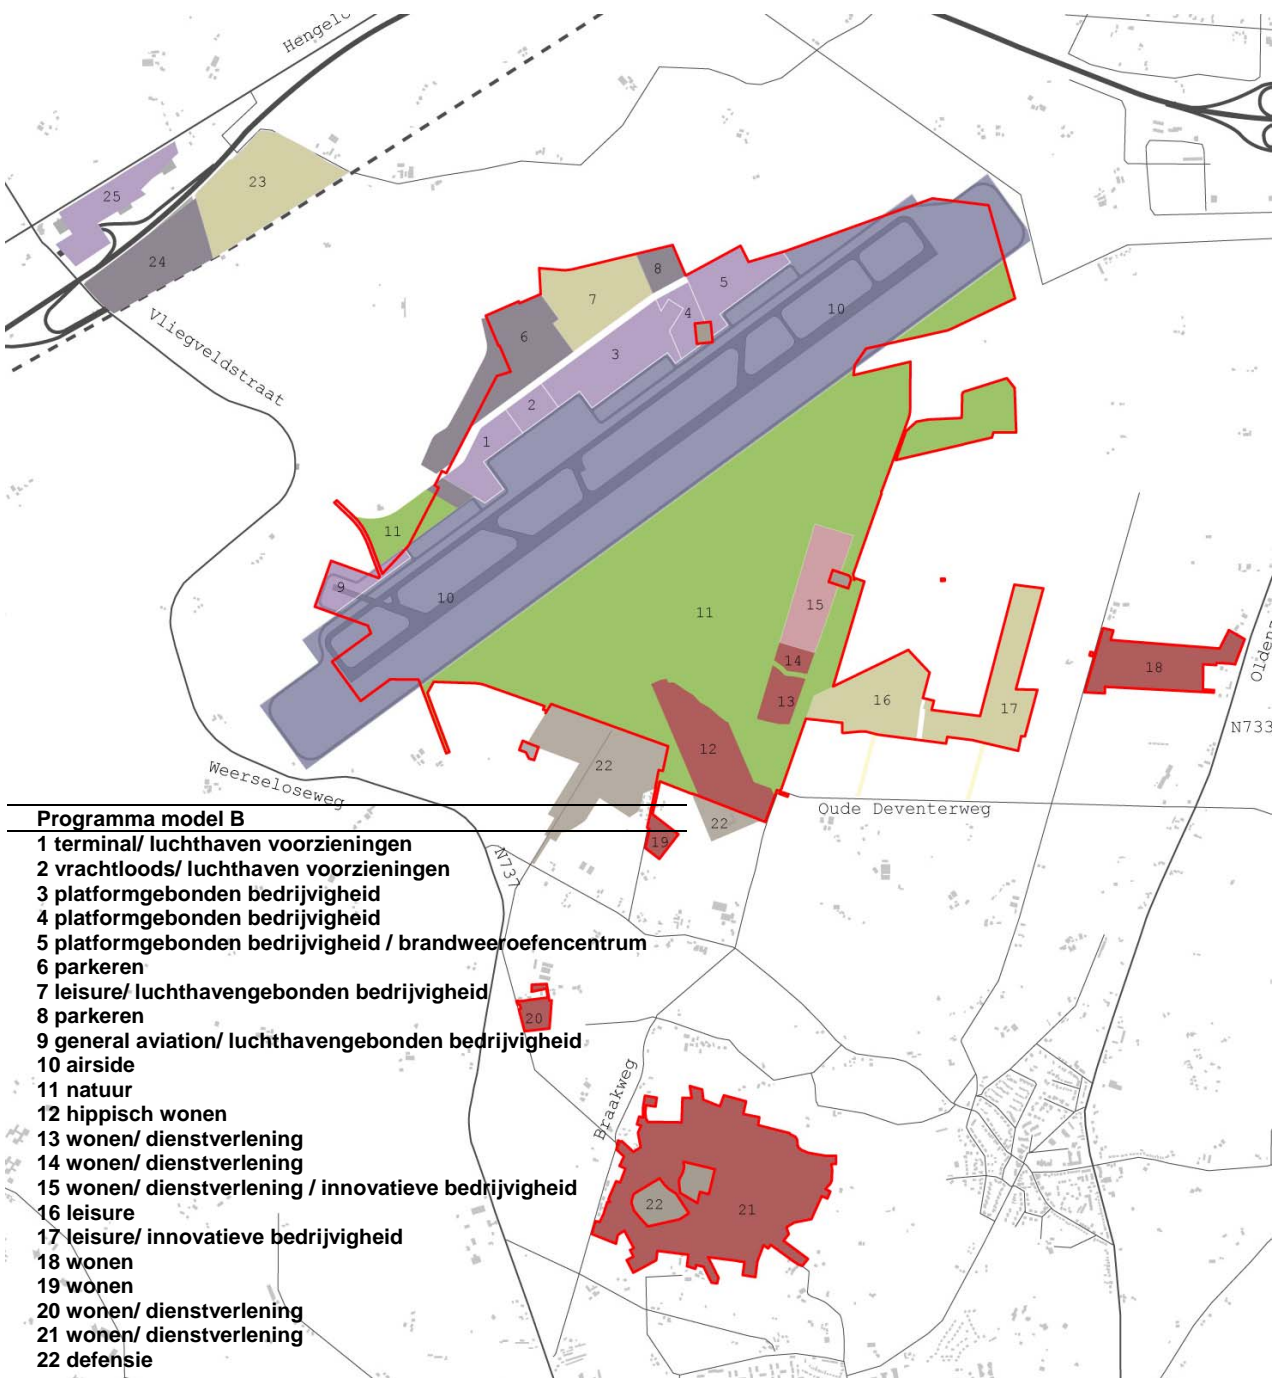 Hengelo
25
23
24
Vliegveldstraat
8
7
5
4
10
6
3
2
1
11
9
10
11
15
14
13
16
17
18
12
22
Oldenz
N733
Weerseloseweg
Oude Deventerweg
22
19
N737
20
Braakweg
22
21
Programma model B
1 terminal/ luchthaven voorzieningen
2 vrachtloods/ luchthaven voorzieningen
3 platformgebonden bedrijvigheid
4 platformgebonden bedrijvigheid
5 platformgebonden bedrijvigheid / brandweeroefencentrum
6 parkeren
7 leisure/ luchthavengebonden bedrijvigheid
8 parkeren
9 general aviation/ luchthavengebonden bedrijvigheid
10 airside
11 natuur
12 hippisch wonen
13 wonen/ dienstverlening
14 wonen/ dienstverlening
15 wonen/ dienstverlening / innovatieve bedrijvigheid
16 leisure
17 leisure/ innovatieve bedrijvigheid
18 wonen
19 wonen
20 wonen/ dienstverlening
21 wonen/ dienstverlening
22 defensie